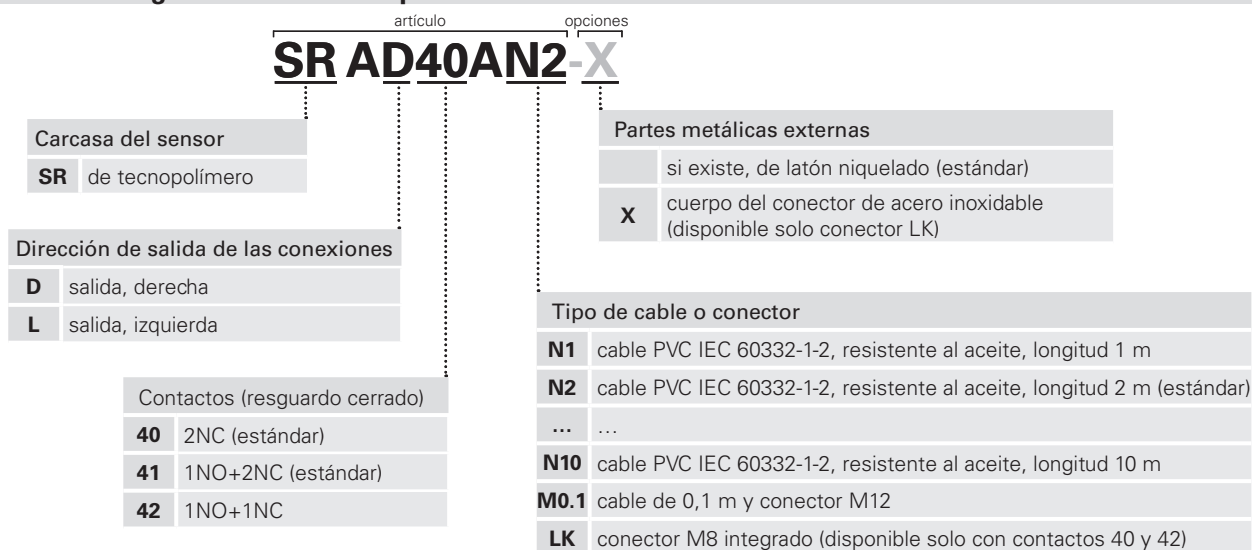 artículo
opciones
SR AD40AN2-X
Carcasa del sensor
SR de tecnopolímero
Dirección de salida de las conexiones
D salida, derecha
L salida, izquierda
Contactos (resguardo cerrado)
40 2NC (estándar)
41 1NO+2NC (estándar)
42 1NO+1NC
Partes metálicas externas
si existe, de latón niquelado (estándar)
X cuerpo del conector de acero inoxidable
(disponible solo conector LK)
Tipo de cable o conector
N1 cable PVC IEC 60332-1-2, resistente al aceite, longitud 1 m
N2 cable PVC IEC 60332-1-2, resistente al aceite, longitud 2 m (estándar)
... ...
N10 cable PVC IEC 60332-1-2, resistente al aceite, longitud 10 m
M0.1 cable de 0,1 m y conector M12
LK conector M8 integrado (disponible solo con contactos 40 y 42)